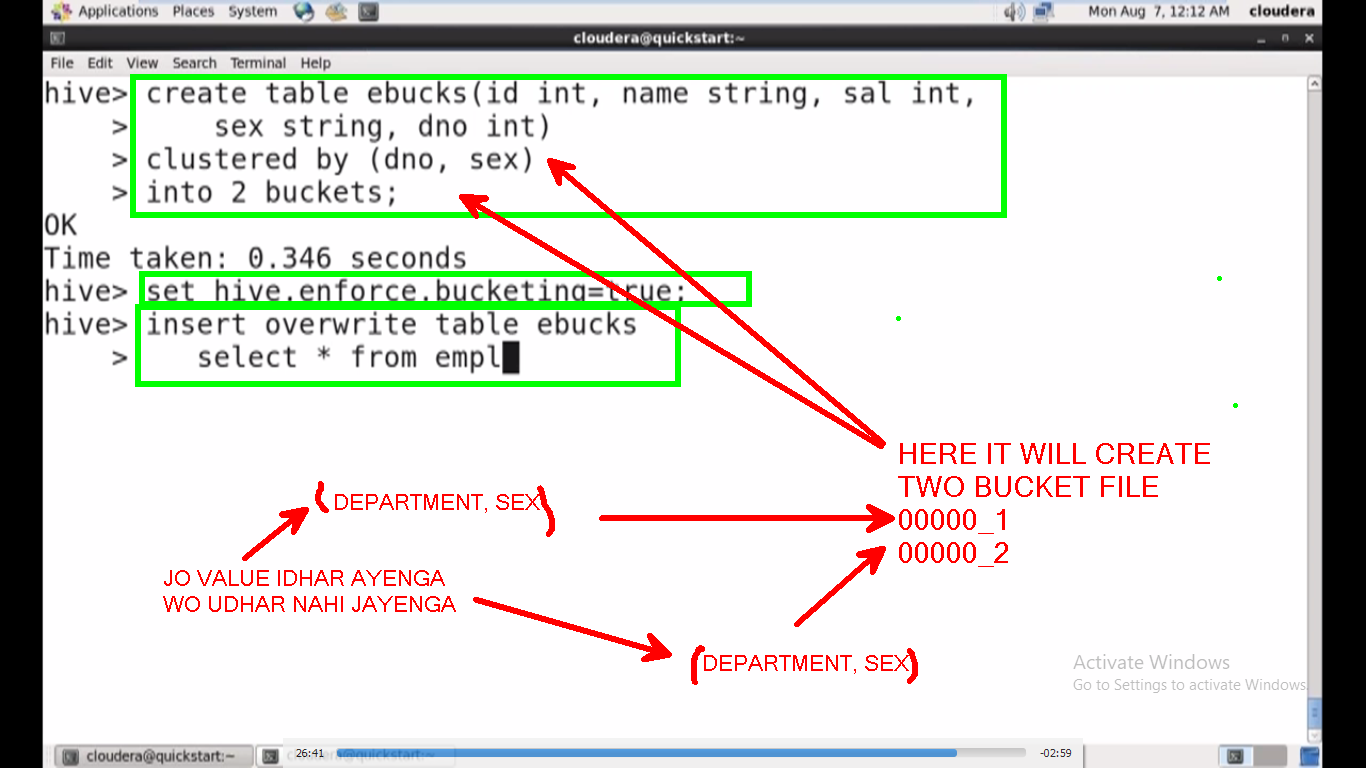 Applications Places System Mon Aug 7, 12:12 AM cloudera
cloudera@quickstart:~
File Edit View Search Terminal Help
hive> create table ebucks(id int, name string, sal int,
> sex string, dno int)
> clustered by (dno, sex)
> into 2 buckets;
OK
Time taken: 0.346 seconds
hive> set hive.enforce.bucketing=true;
hive> insert overwrite table ebucks
> select * from empl
HERE IT WILL CREATE
TWO BUCKET FILE
(DEPARTMENT, SEX)
00000_1
00000_2
JO VALUE IDHAR AYENGA
WO UDHAR NAHI JAYENGA
(DEPARTMENT, SEX)
Activate Windows
Go to Settings to activate Windows.
cloudera@quickstart:~ cloudera@quickstart:~
26:41 -02:59